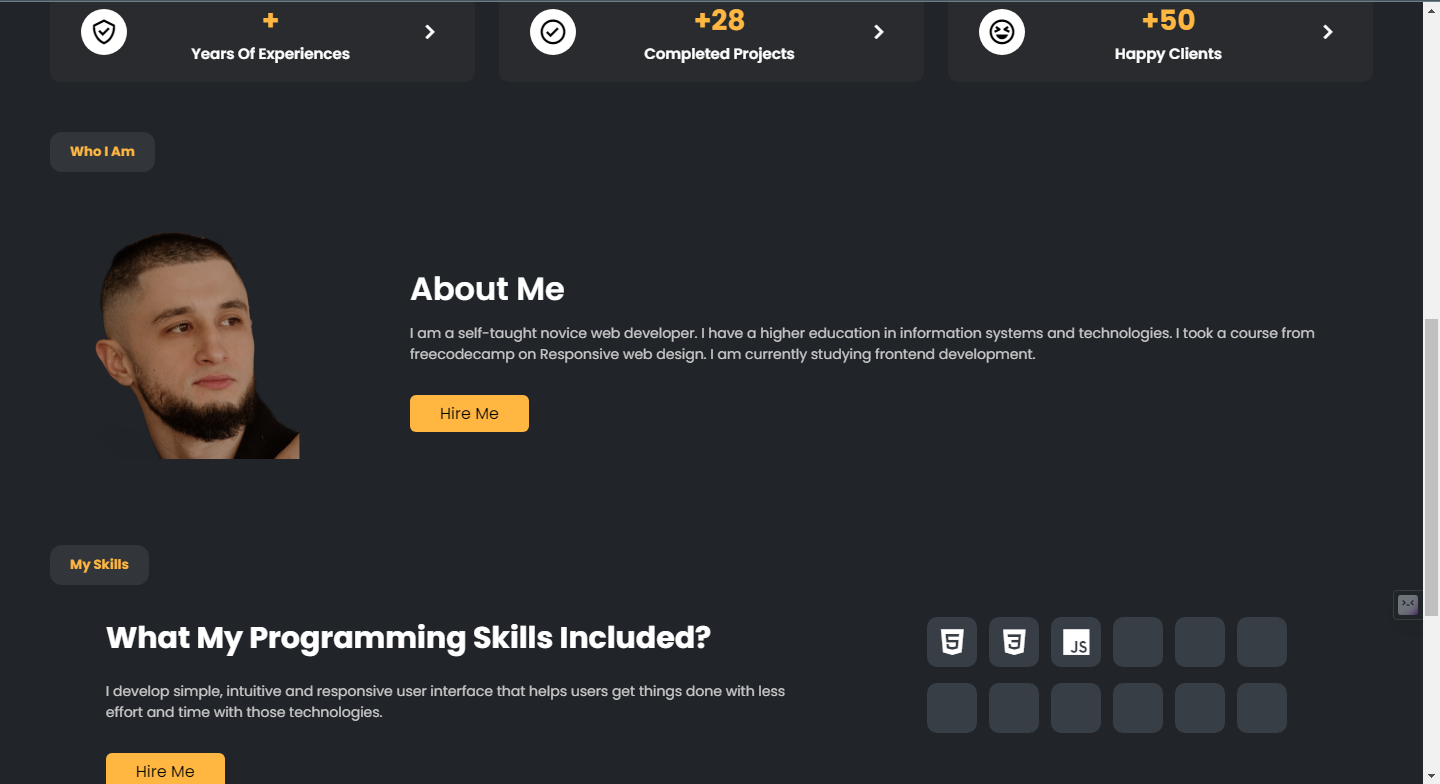 +
+28
+50
Years Of Experiences
Completed Projects
Happy Clients
Who I Am
About Me
I am a self-taught novice web developer. I have a higher education in information systems and technologies. I took a course from
freecodecamp on Responsive web design. I am currently studying frontend development.
Hire Me
My Skills
What My Programming Skills Included?
JS
I develop simple, intuitive and responsive user interface that helps users get things done with less
effort and time with those technologies.
Hire Me